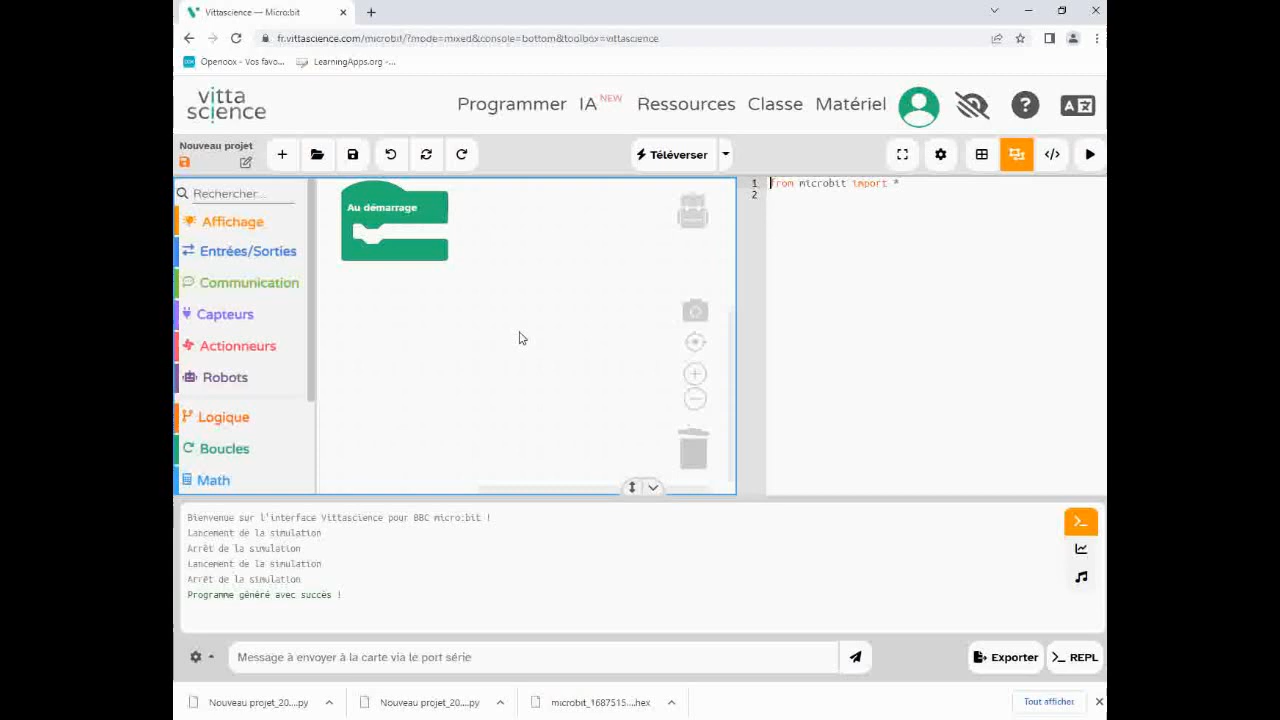 Vittascience — Micro:bit
fr.vittascience.com/microbit/?mode=mixed&console=bottom&toolbox=vittascience
Openoox - Vos favo...
LearningApps.org -...
vitta
science
Programmer
IA NEW
Ressources
Classe
Matériel
Nouveau projet
Téléverser
Rechercher...
Affichage
Entrées/Sorties
Communication
Capteurs
Actionneurs
Robots
Logique
Boucles
Math
Au démarrage
1 from microbit import *
2
Bienvenue sur l'interface Vittascience pour BBC micro:bit !
Lancement de la simulation
Arrêt de la simulation
Lancement de la simulation
Arrêt de la simulation
Programme généré avec succès !
Message à envoyer à la carte via le port série
Exporter
REPL
Nouveau projet_20....py
Nouveau projet_20....py
microbit_1687515....hex
Tout afficher